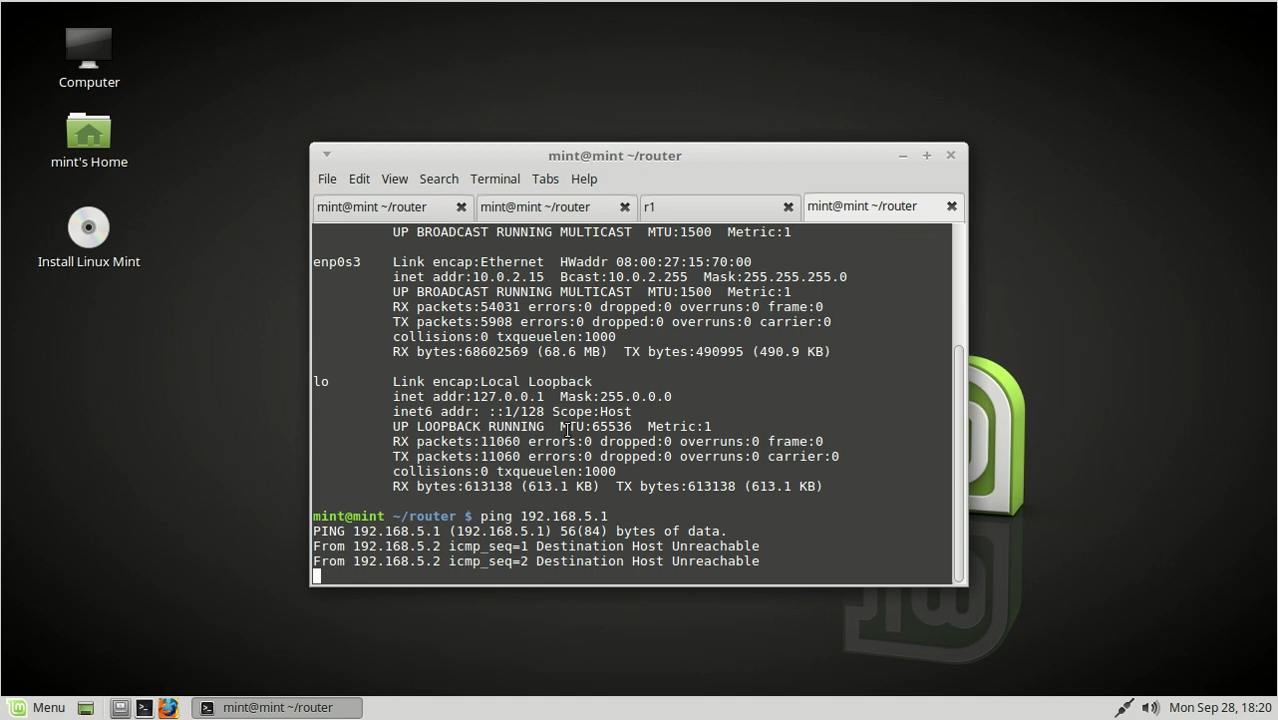 Computer
mint's Home
Install Linux Mint
mint@mint ~/router
File Edit View Search Terminal Tabs Help
mint@mint ~/router mint@mint ~/router r1 mint@mint ~/router
UP BROADCAST RUNNING MULTICAST  MTU:1500  Metric:1
enp0s3    Link encap:Ethernet  HWaddr 08:00:27:15:70:00
inet addr:10.0.2.15  Bcast:10.0.2.255  Mask:255.255.255.0
UP BROADCAST RUNNING MULTICAST  MTU:1500  Metric:1
RX packets:54031 errors:0 dropped:0 overruns:0 frame:0
TX packets:5908 errors:0 dropped:0 overruns:0 carrier:0
collisions:0 txqueuelen:1000
RX bytes:68602569 (68.6 MB)  TX bytes:490995 (490.9 KB)
lo        Link encap:Local Loopback
inet addr:127.0.0.1  Mask:255.0.0.0
inet6 addr: ::1/128 Scope:Host
UP LOOPBACK RUNNING  MTU:65536  Metric:1
RX packets:11060 errors:0 dropped:0 overruns:0 frame:0
TX packets:11060 errors:0 dropped:0 overruns:0 carrier:0
collisions:0 txqueuelen:1000
RX bytes:613138 (613.1 KB)  TX bytes:613138 (613.1 KB)
mint@mint ~/router $ ping 192.168.5.1
PING 192.168.5.1 (192.168.5.1) 56(84) bytes of data.
From 192.168.5.2 icmp_seq=1 Destination Host Unreachable
From 192.168.5.2 icmp_seq=2 Destination Host Unreachable
Menu mint@mint ~/router Mon Sep 28, 18:20